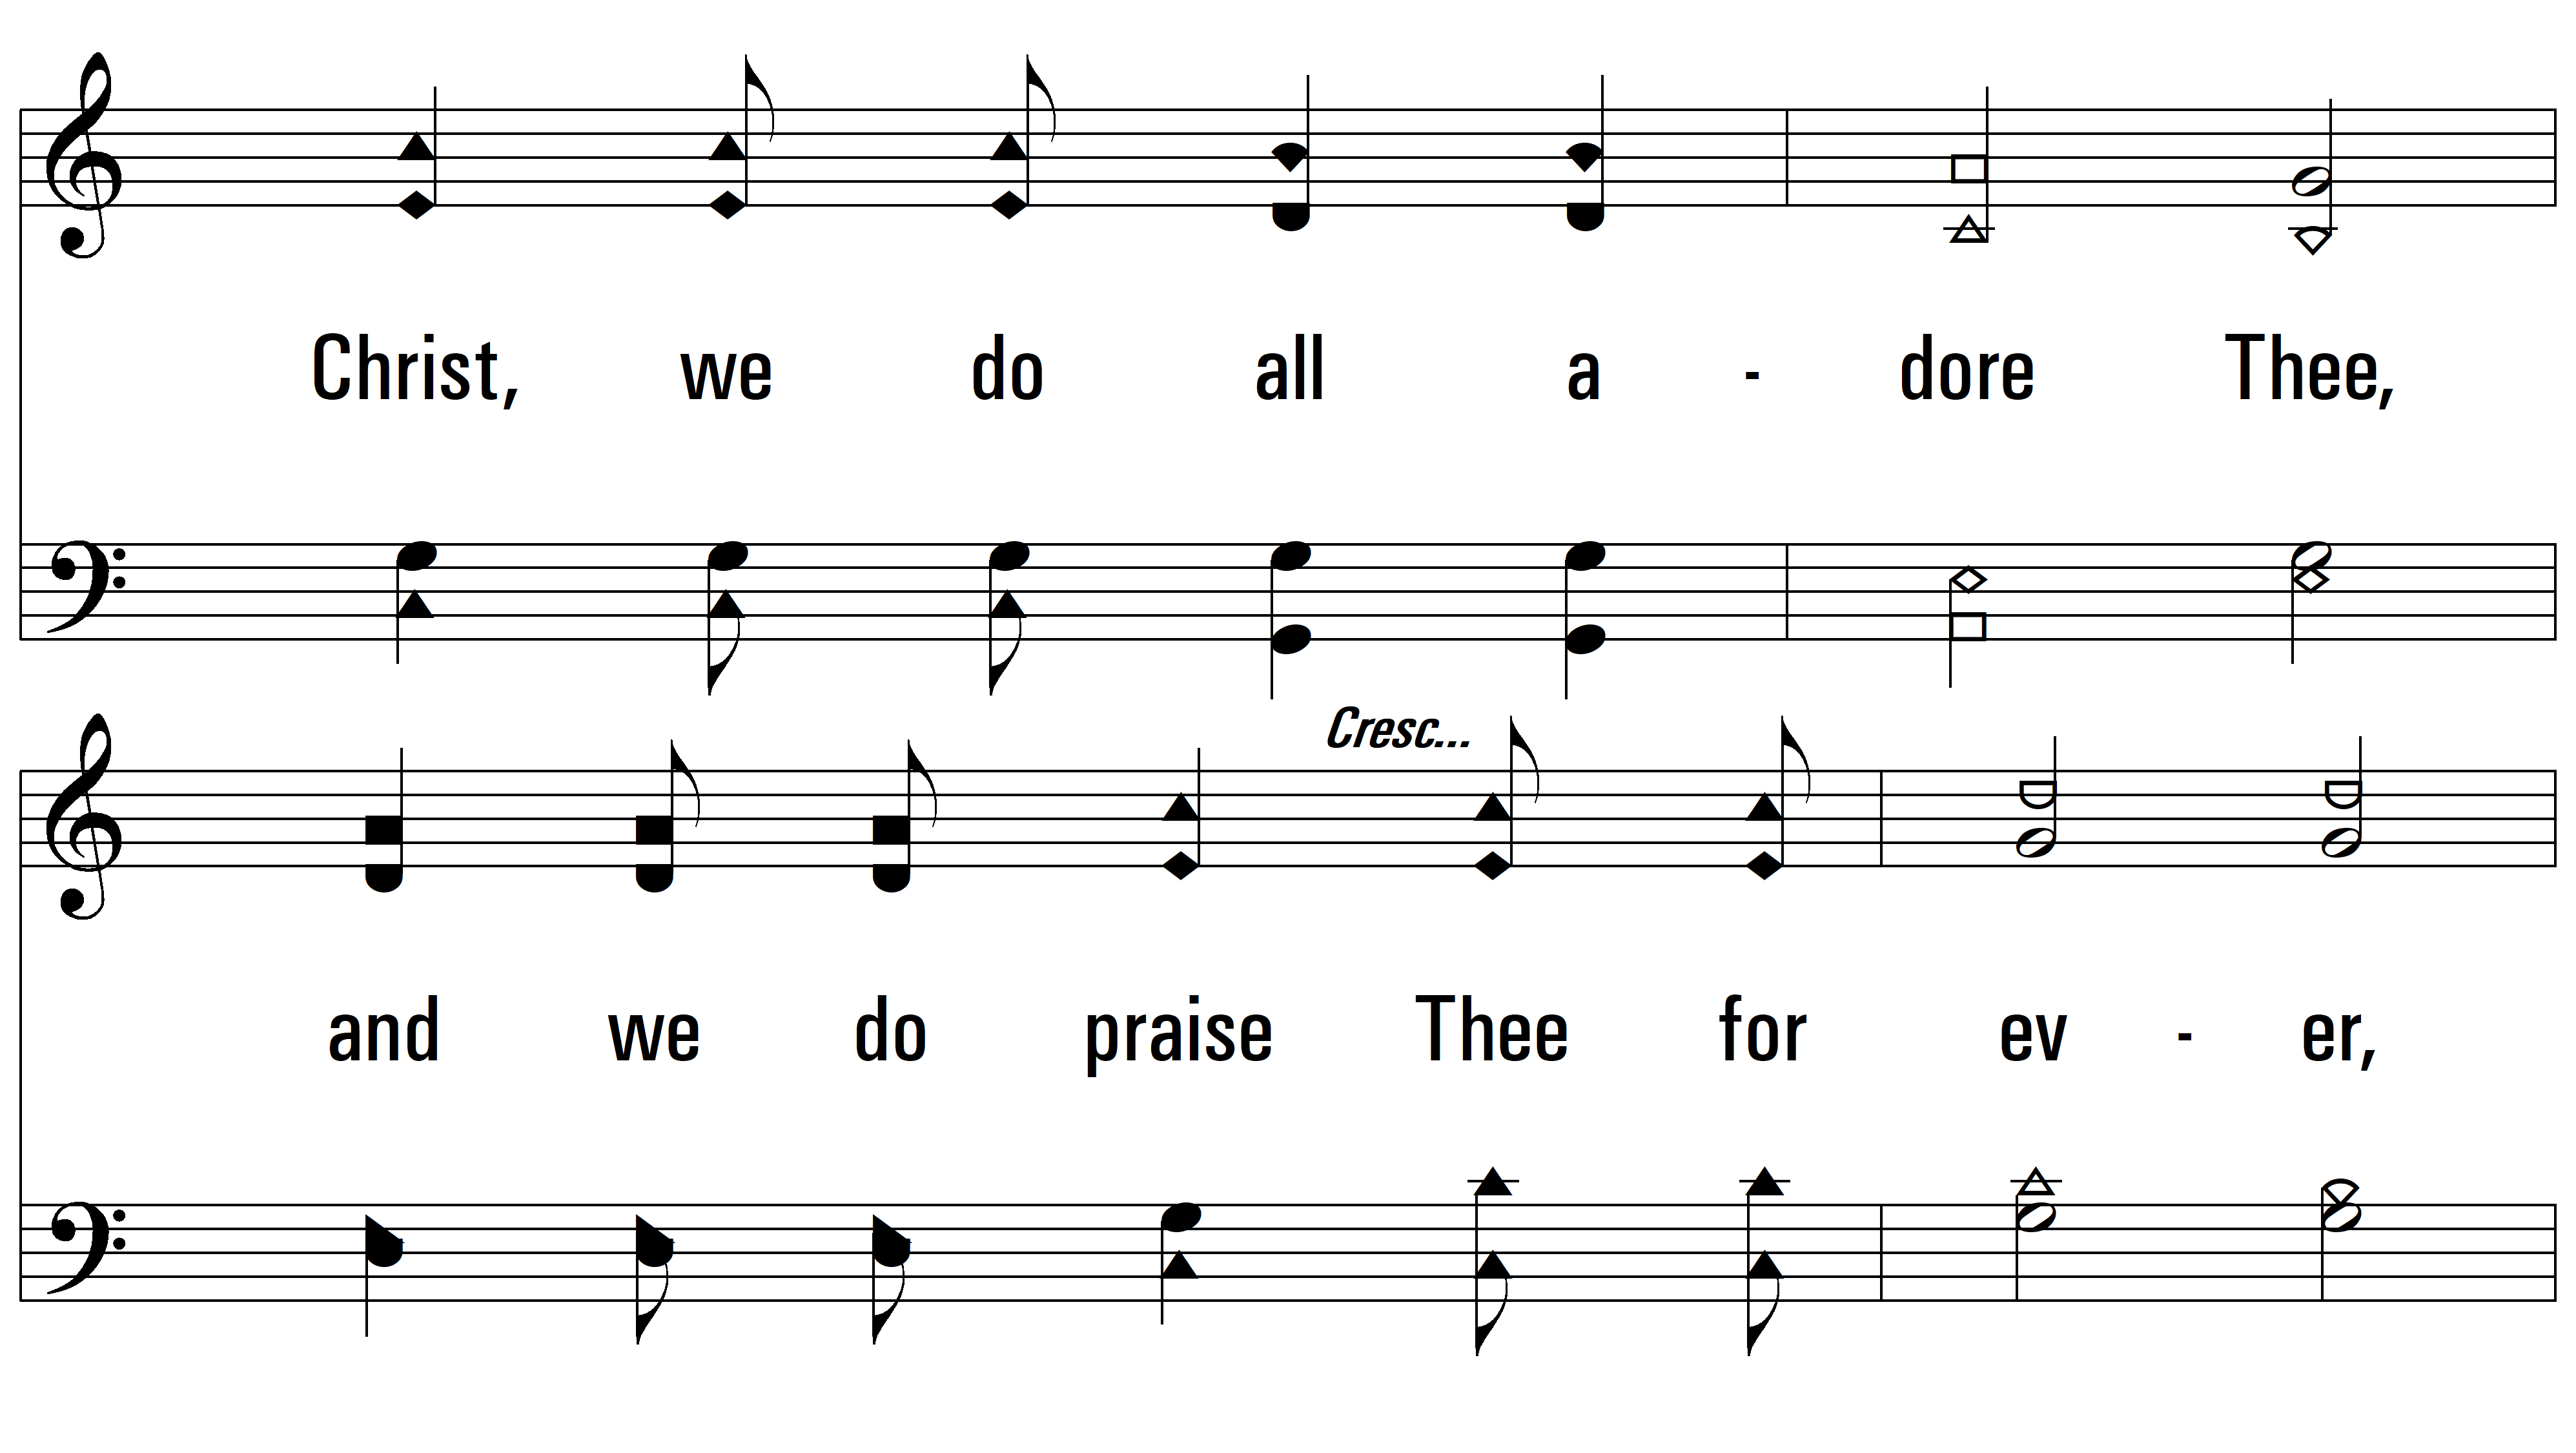 Christ, we do all a - dore Thee,
Cresc...
and we do praise Thee for ev - er,